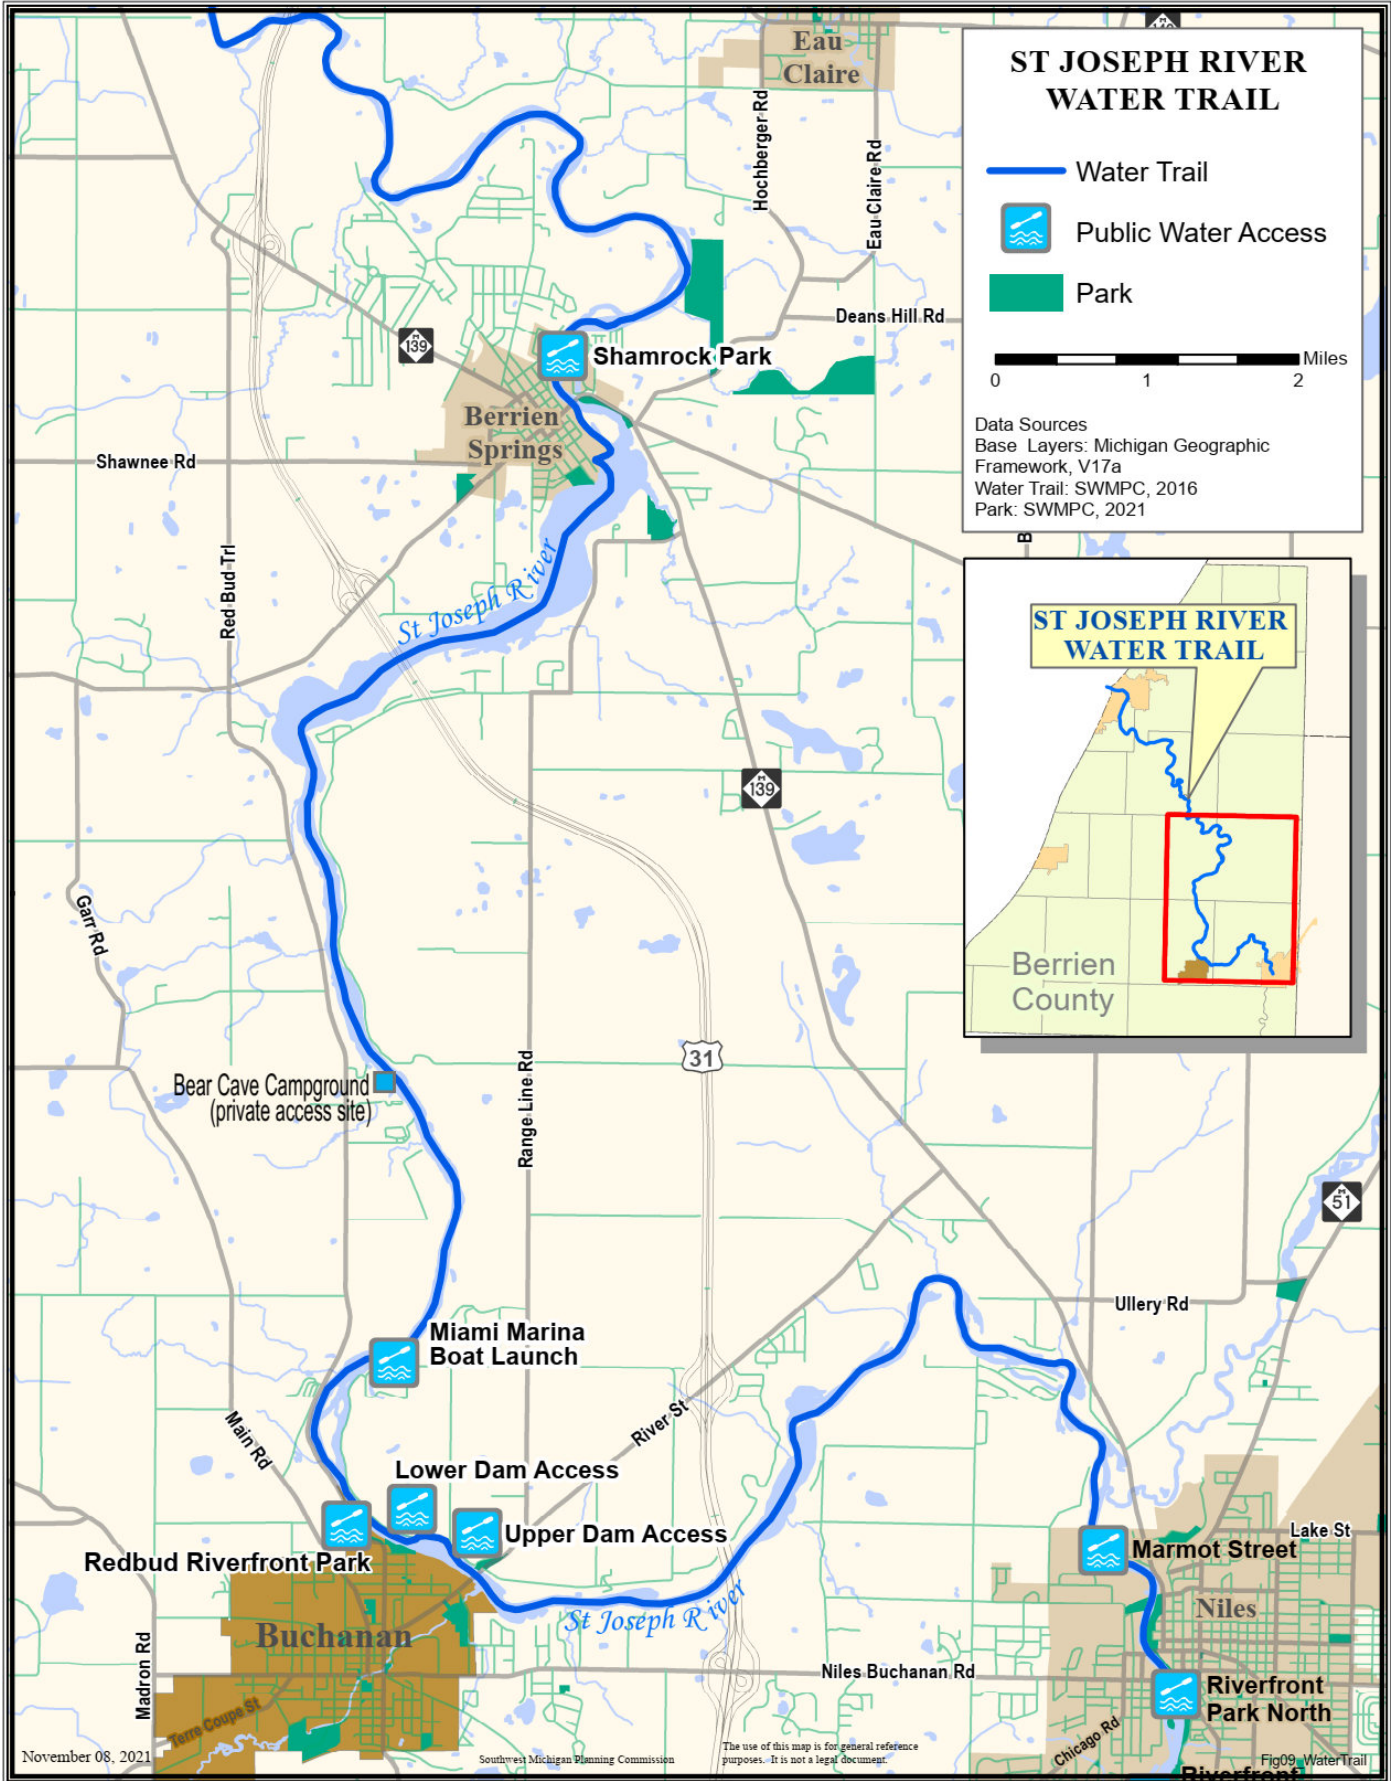 Eau
Claire
ST JOSEPH RIVER
WATER TRAIL
Water Trail
Public Water Access
Park
Miles
0 1 2
Data Sources
Base Layers: Michigan Geographic
Framework, V17a
Water Trail: SWMPC, 2016
Park: SWMPC, 2021
Hochberger Rd
Eau Claire Rd
Deans Hill Rd
M
139
Shamrock Park
Berrien
Springs
Shawnee Rd
B
Red Bud Trl
St Joseph River
ST JOSEPH RIVER
WATER TRAIL
Berrien
County
M
139
Garr Rd
31
Bear Cave Campground
(private access site)
Range Line Rd
M
51
Ullery Rd
Miami Marina
Boat Launch
Main Rd
River St
Lower Dam Access
Upper Dam Access
Redbud Riverfront Park
Lake St
Marmot Street
Niles
St Joseph River
Buchanan
Madron Rd
Niles Buchanan Rd
Riverfront
Park North
Terre Coupe St
Chicago Rd
November 08, 2021
Southwest Michigan Planning Commission
The use of this map is for general reference
purposes. It is not a legal document.
Fig09_WaterTrail
Riverfront